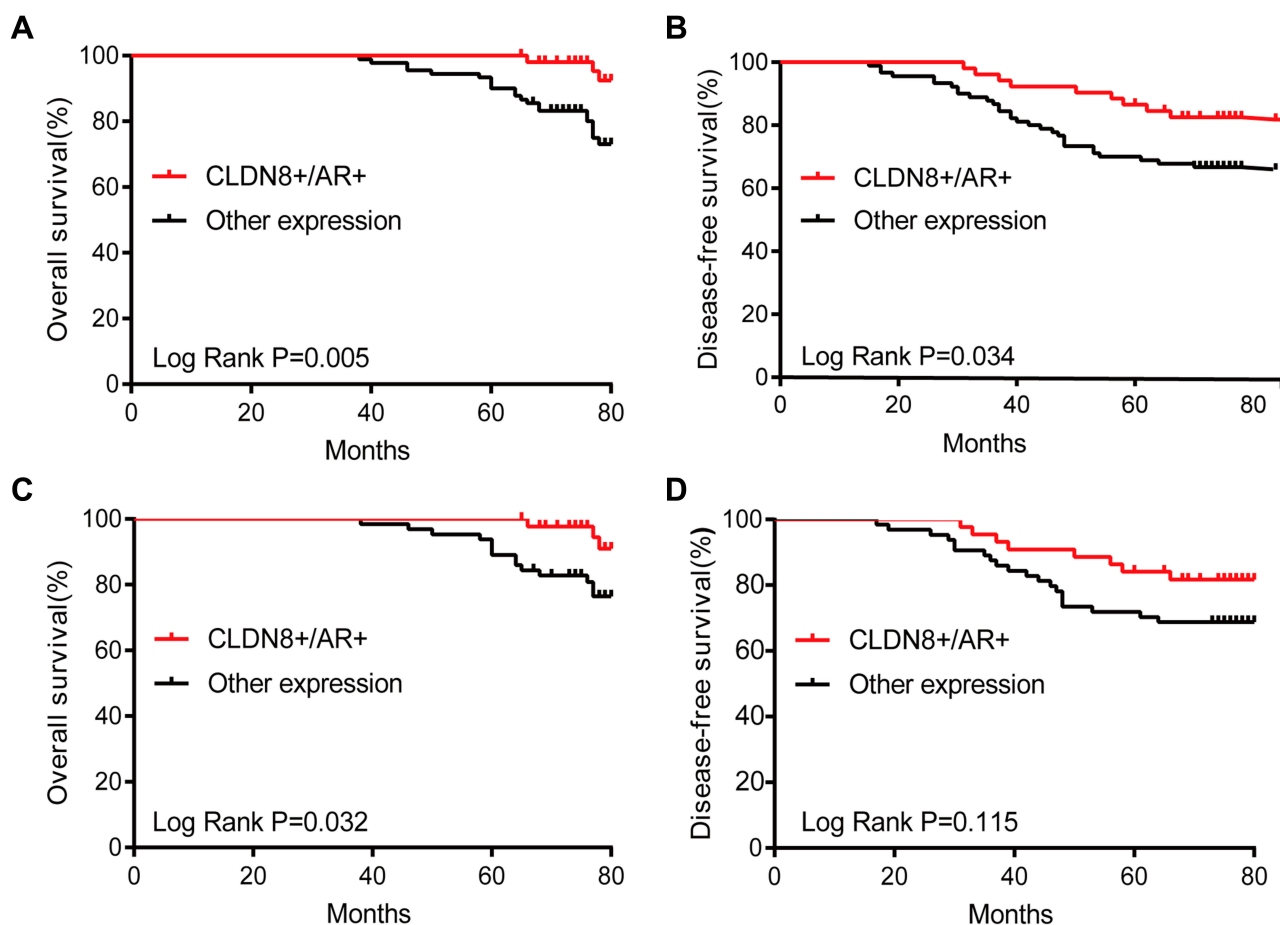 A
Overall survival(%)
100
80
60
40
20
0
CLDN8+/AR+
Other expression
Log Rank P=0.005
0 20 40 60 80
Months
B
Disease-free survival(%)
100
80
60
40
20
0
CLDN8+/AR+
Other expression
Log Rank P=0.034
0 20 40 60 80
Months
C
Overall survival(%)
100
80
60
40
20
0
CLDN8+/AR+
Other expression
Log Rank P=0.032
0 20 40 60 80
Months
D
Disease-free survival(%)
100
80
60
40
20
0
CLDN8+/AR+
Other expression
Log Rank P=0.115
0 20 40 60 80
Months